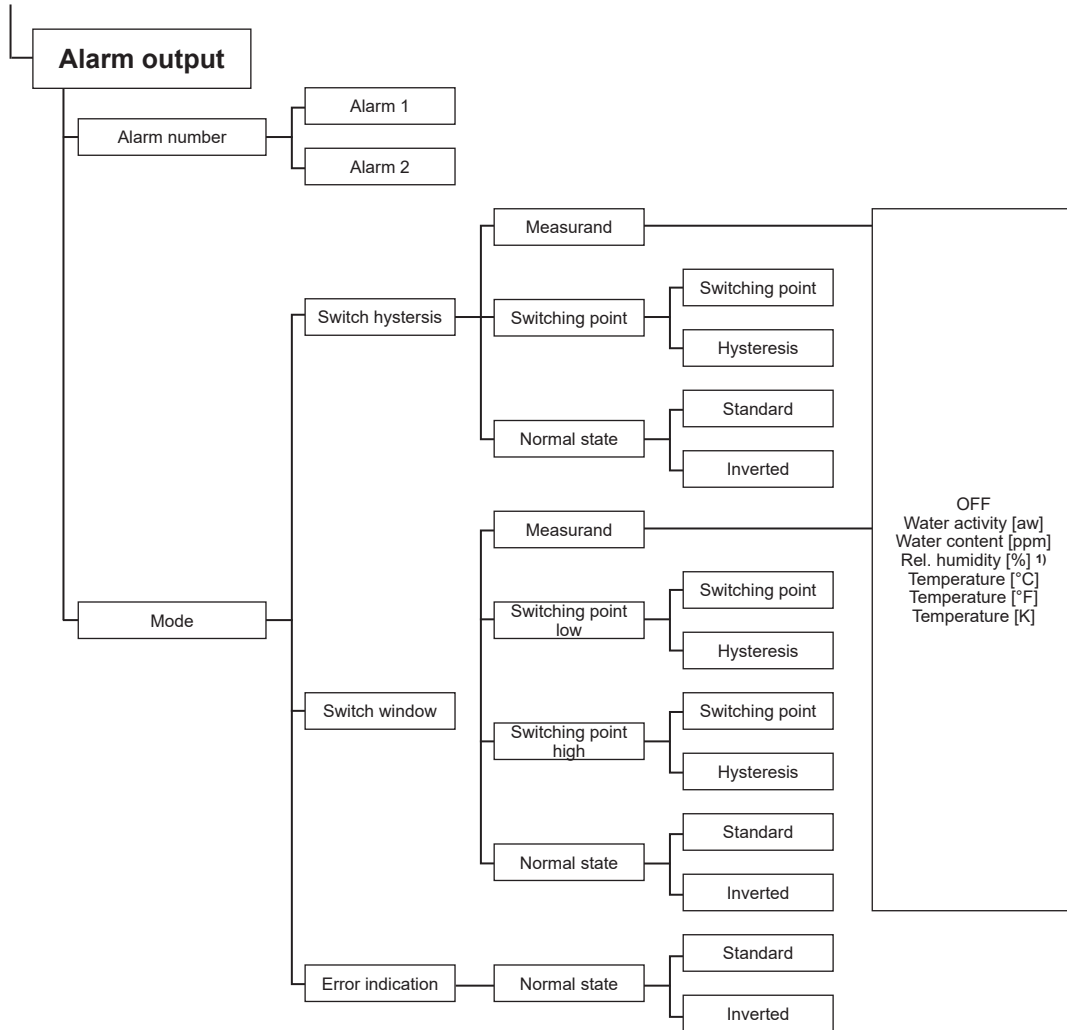 Alarm output
Alarm number
Alarm 1
Alarm 2
Mode
Switch hystersis
Measurand
Switching point
Switching point
Hysteresis
Normal state
Standard
Inverted
Switch window
Measurand
Switching point
low
Switching point
Hysteresis
Switching point
high
Switching point
Hysteresis
Normal state
Standard
Inverted
Error indication
Normal state
Standard
Inverted
OFF
Water activity [aw]
Water content [ppm]
Rel. humidity [%] 1)
Temperature [°C]
Temperature [°F]
Temperature [K]